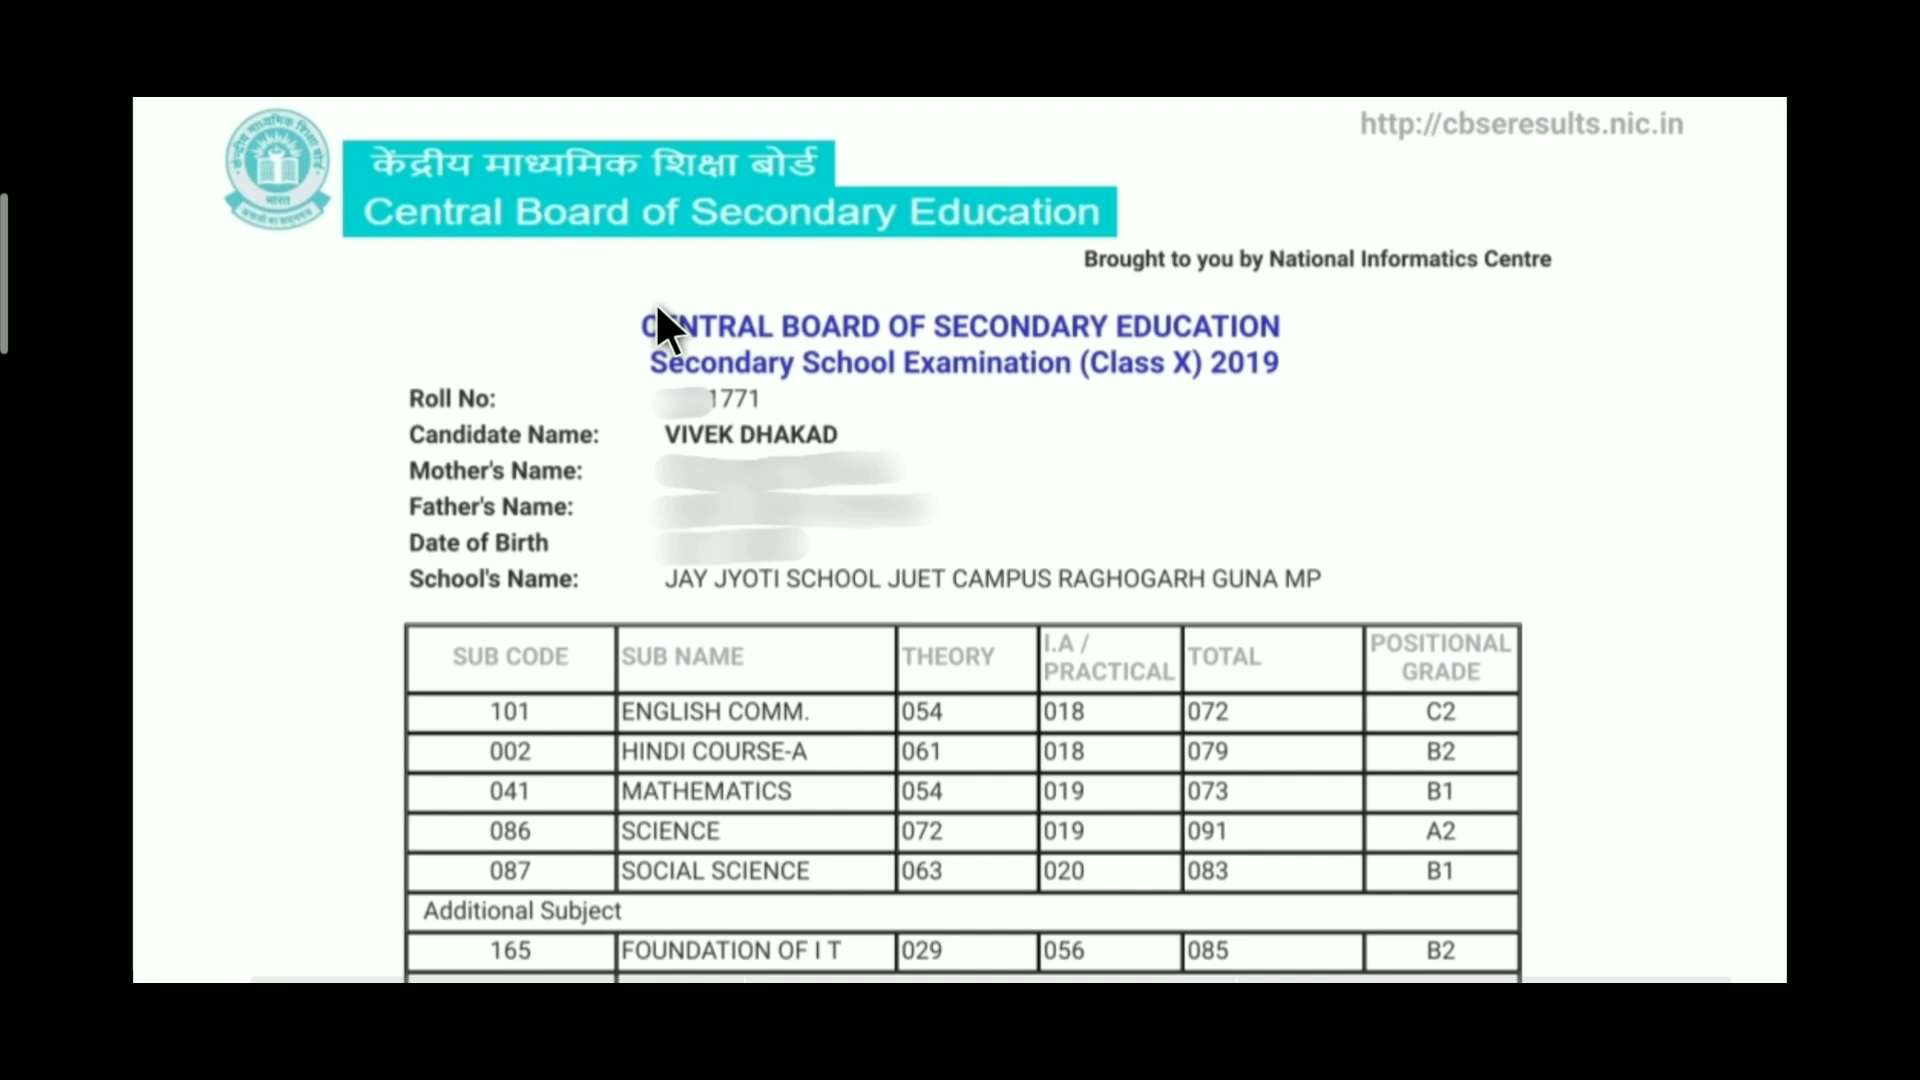 http://cbseresults.nic.in
केंद्रीय माध्यमिक शिक्षा बोर्ड
भारत
Central Board of Secondary Education
Brought to you by National Informatics Centre
CENTRAL BOARD OF SECONDARY EDUCATION
Secondary School Examination (Class X) 2019
Roll No: 1771
Candidate Name: VIVEK DHAKAD
Mother's Name:
Father's Name:
Date of Birth
School's Name: JAY JYOTI SCHOOL JUET CAMPUS RAGHOGARH GUNA MP
SUB CODE SUB NAME THEORY I.A / PRACTICAL TOTAL POSITIONAL GRADE
101 ENGLISH COMM. 054 018 072 C2
002 HINDI COURSE-A 061 018 079 B2
041 MATHEMATICS 054 019 073 B1
086 SCIENCE 072 019 091 A2
087 SOCIAL SCIENCE 063 020 083 B1
Additional Subject
165 FOUNDATION OF I T 029 056 085 B2